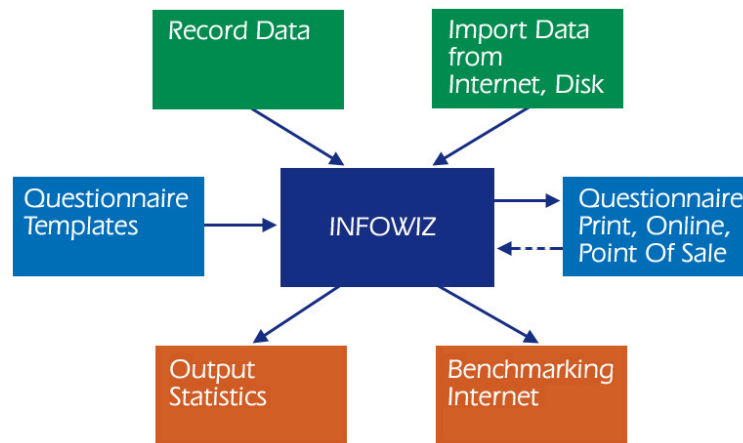 Record Data
Import Data
from
Internet, Disk
Questionnaire
Templates
INFOWIZ
Questionnaire
Print, Online,
Point Of Sale
Output
Statistics
Benchmarking
Internet